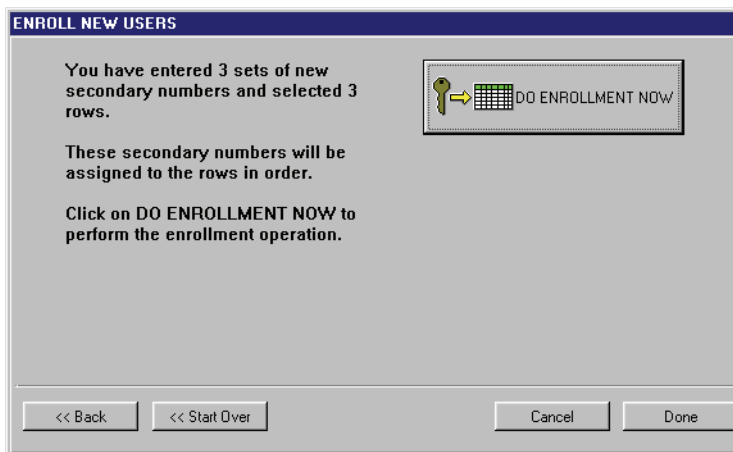 ENROLL NEW USERS
You have entered 3 sets of new
secondary numbers and selected 3
rows.
These secondary numbers will be
assigned to the rows in order.
Click on DO ENROLLMENT NOW to
perform the enrollment operation.
DO ENROLLMENT NOW
<< Back
<< Start Over
Cancel
Done